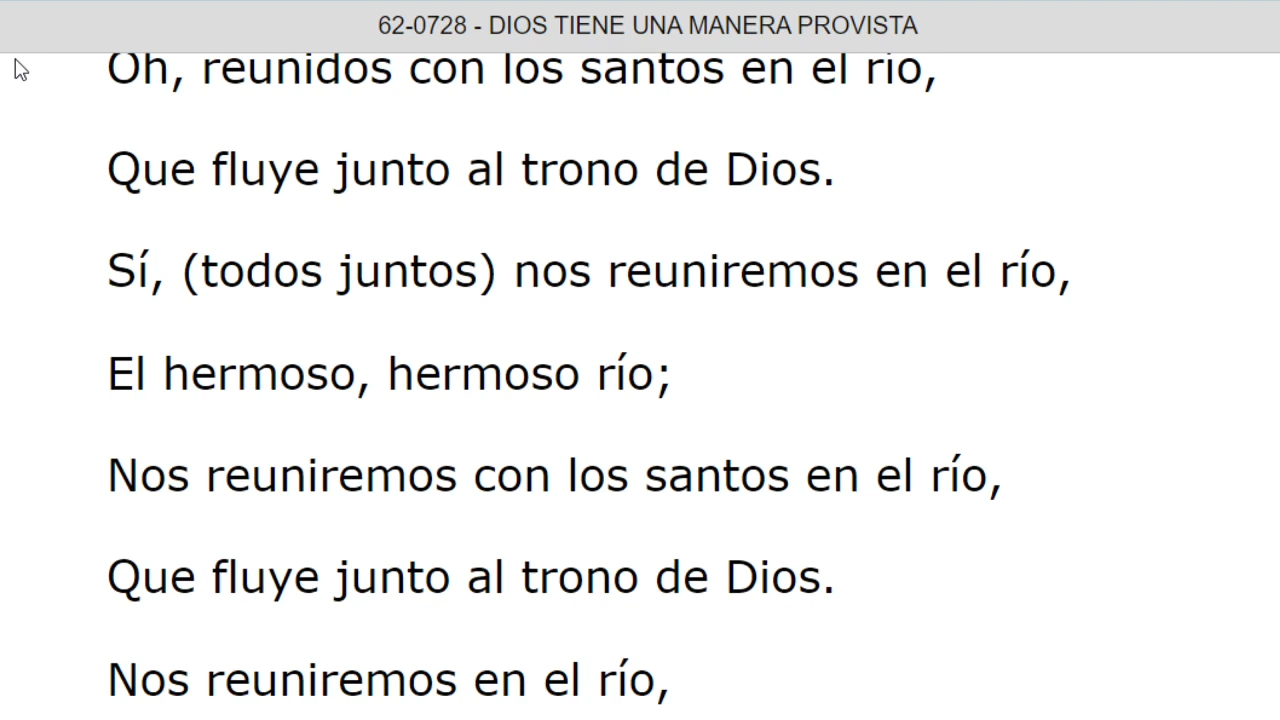 62-0728 - DIOS TIENE UNA MANERA PROVISTA
Oh, reunidos con los santos en el río,
Que fluye junto al trono de Dios.
Sí, (todos juntos) nos reuniremos en el río,
El hermoso, hermoso río;
Nos reuniremos con los santos en el río,
Que fluye junto al trono de Dios.
Nos reuniremos en el río,